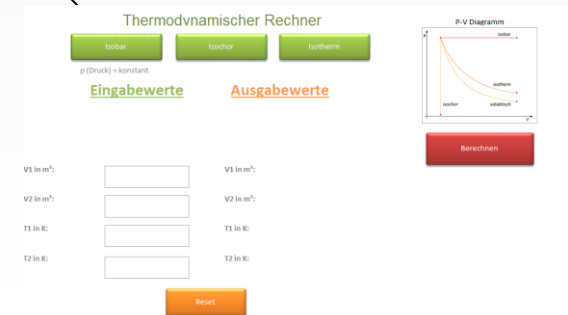 Thermodynamischer Rechner
P-V Diagramm
Isobar
Isochor
Isotherm
p (Druck) = konstant
Eingabewerte
Ausgabewerte
p
isobar
isotherm
isochor
adiabatisch
V
Berechnen
V1 in m³:
V1 in m³:
V2 in m³:
V2 in m³:
T1 in K:
T1 in K:
T2 in K:
T2 in K:
Reset